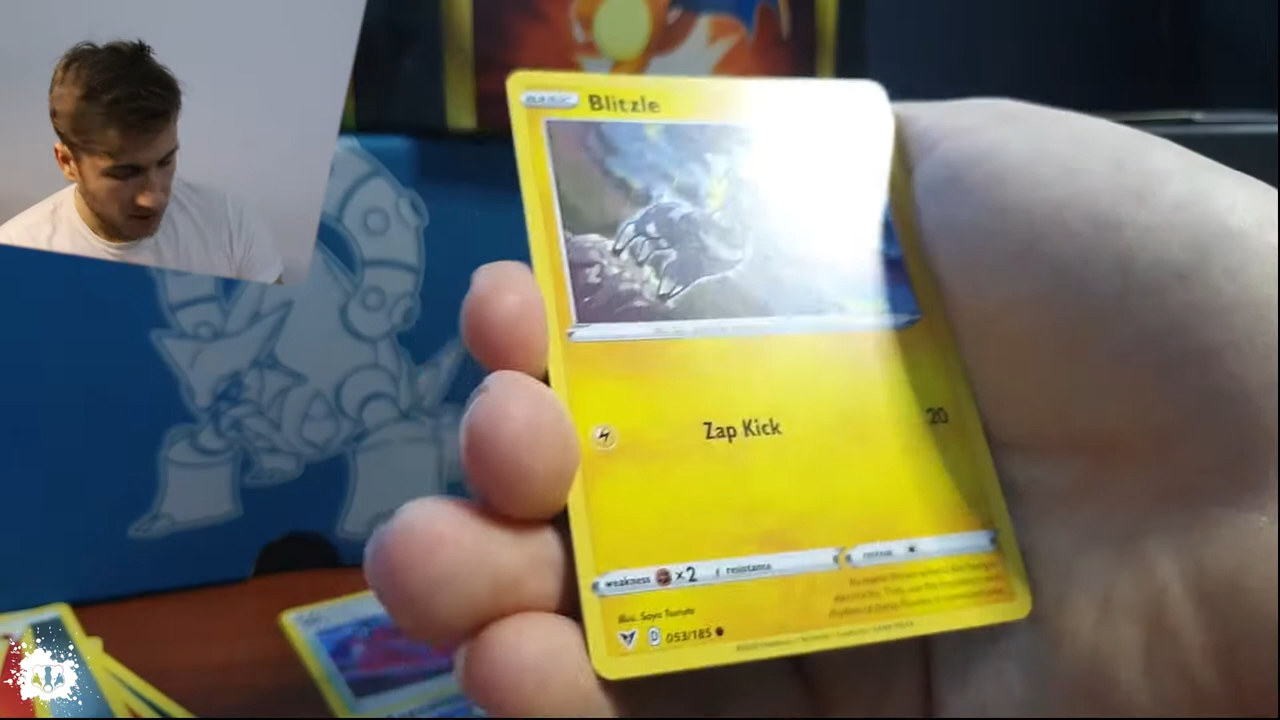 BASIC Blitzle
Zap Kick 20
weakness ×2 resistance retreat
Illus. Saya Tsuruta
D 053/185